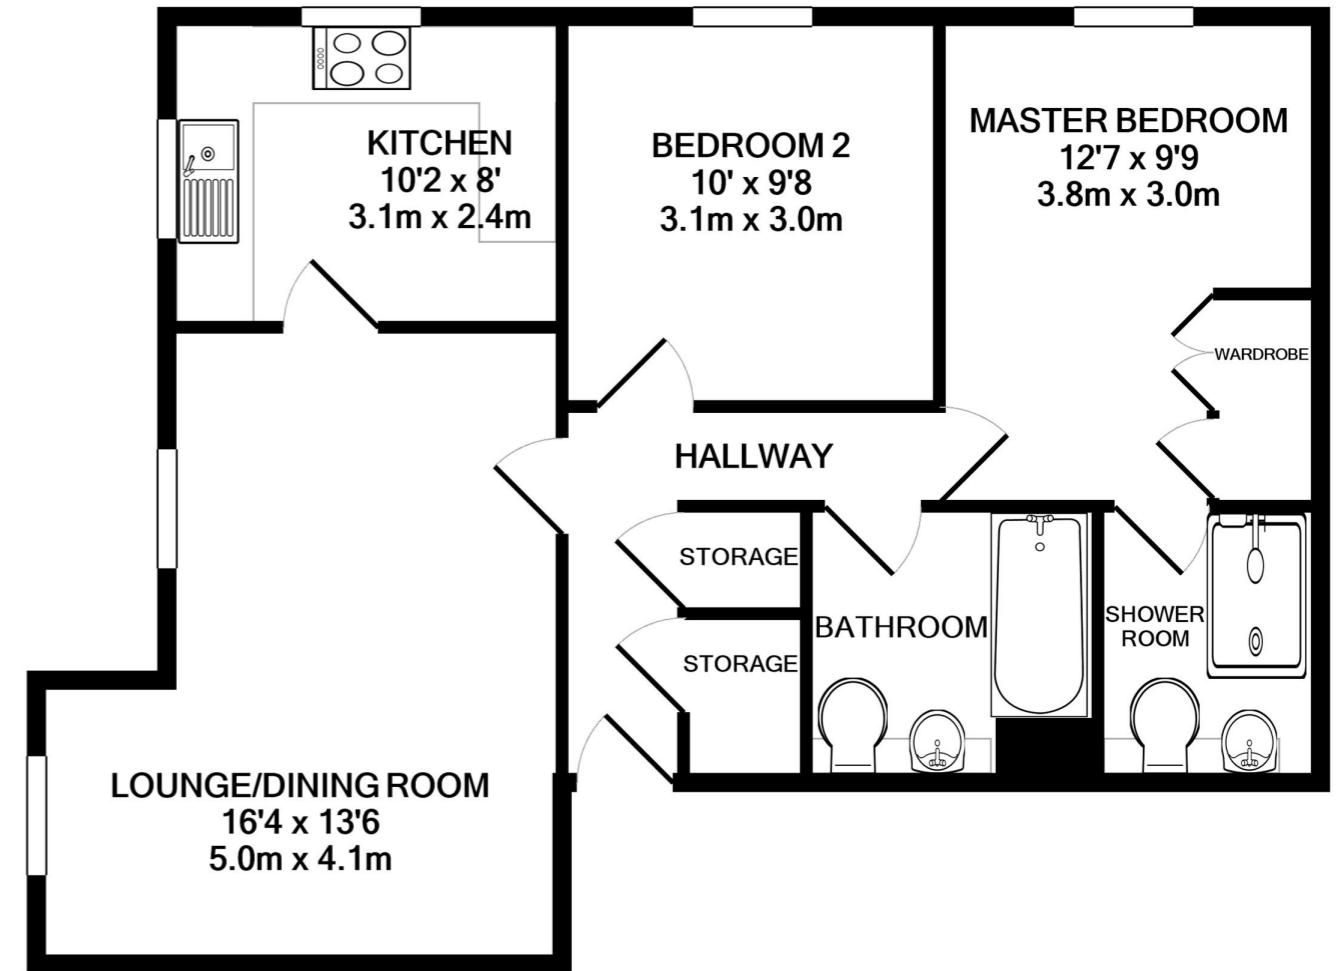 KITCHEN
10'2 x 8'
3.1m x 2.4m
BEDROOM 2
10' x 9'8
3.1m x 3.0m
MASTER BEDROOM
12'7 x 9'9
3.8m x 3.0m
WARDROBE
HALLWAY
STORAGE
STORAGE
BATHROOM
SHOWER
ROOM
LOUNGE/DINING ROOM
16'4 x 13'6
5.0m x 4.1m